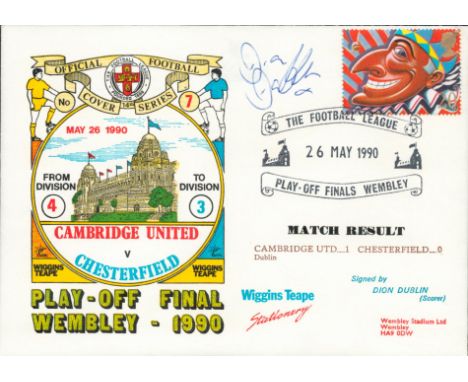 OFFICIAL FOOTBALL
No COVER 14th SERIES 7
MAY 26 1990
FROM DIVISION TO DIVISION
4 3
CAMBRIDGE UNITED
V
CHESTERFIELD
WIGGINS TEAPE WIGGINS TEAPE
PLAY-OFF FINAL
WEMBLEY - 1990
THE FOOTBALL LEAGUE
26 MAY 1990
PLAY-OFF FINALS WEMBLEY
MATCH RESULT
CAMBRIDGE UTD...1 CHESTERFIELD...0
Dublin
Signed by
DION DUBLIN
(Scorer)
Wiggins Teape
Stationery
Wembley Stadium Ltd
Wembley
HA9 0DW